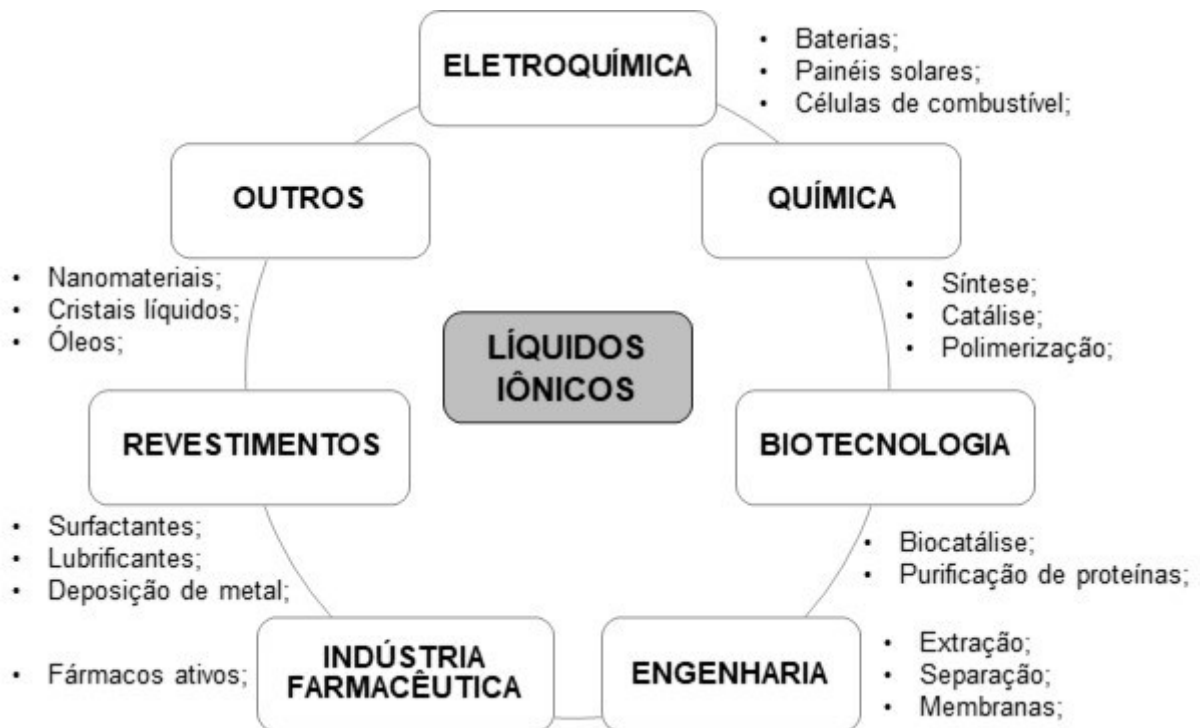 ELETROQUÍMICA
• Baterias;
• Painéis solares;
• Células de combustível;
OUTROS
QUÍMICA
• Nanomateriais;
• Cristais líquidos;
• Óleos;
• Síntese;
• Catálise;
• Polimerização;
LÍQUIDOS
IÔNICOS
REVESTIMENTOS
BIOTECNOLOGIA
• Surfactantes;
• Lubrificantes;
• Deposição de metal;
• Biocatálise;
• Purificação de proteínas;
• Fármacos ativos;
INDÚSTRIA
FARMACÊUTICA
ENGENHARIA
• Extração;
• Separação;
• Membranas;